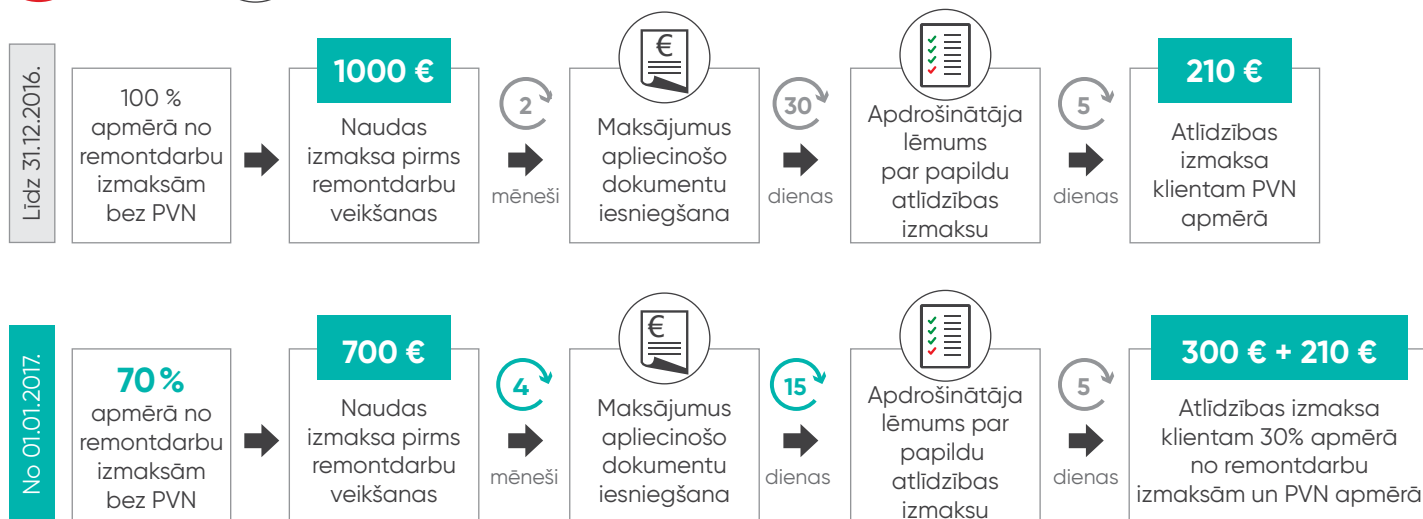 Līdz 31.12.2016.
100 %
apmērā no
remontdarbu
izmaksām
bez PVN
1000 €
Naudas
izmaksa pirms
remontdarbu
veikšanas
2
mēneši
€
Maksājumus
apliecinošo
dokumentu
iesniegšana
30
dienas
Apdrošinātāja
lēmums
par papildu
atlīdzības
izmaksu
5
dienas
210 €
Atlīdzības
izmaksa
klientam PVN
apmērā
No 01.01.2017.
70%
apmērā no
remontdarbu
izmaksām
bez PVN
700 €
Naudas
izmaksa pirms
remontdarbu
veikšanas
4
mēneši
€
Maksājumus
apliecinošo
dokumentu
iesniegšana
15
dienas
Apdrošinātāja
lēmums par
papildu
atlīdzības
izmaksu
5
dienas
300 € + 210 €
Atlīdzības izmaksa
klientam 30% apmērā
no remontdarbu
izmaksām un PVN apmērā